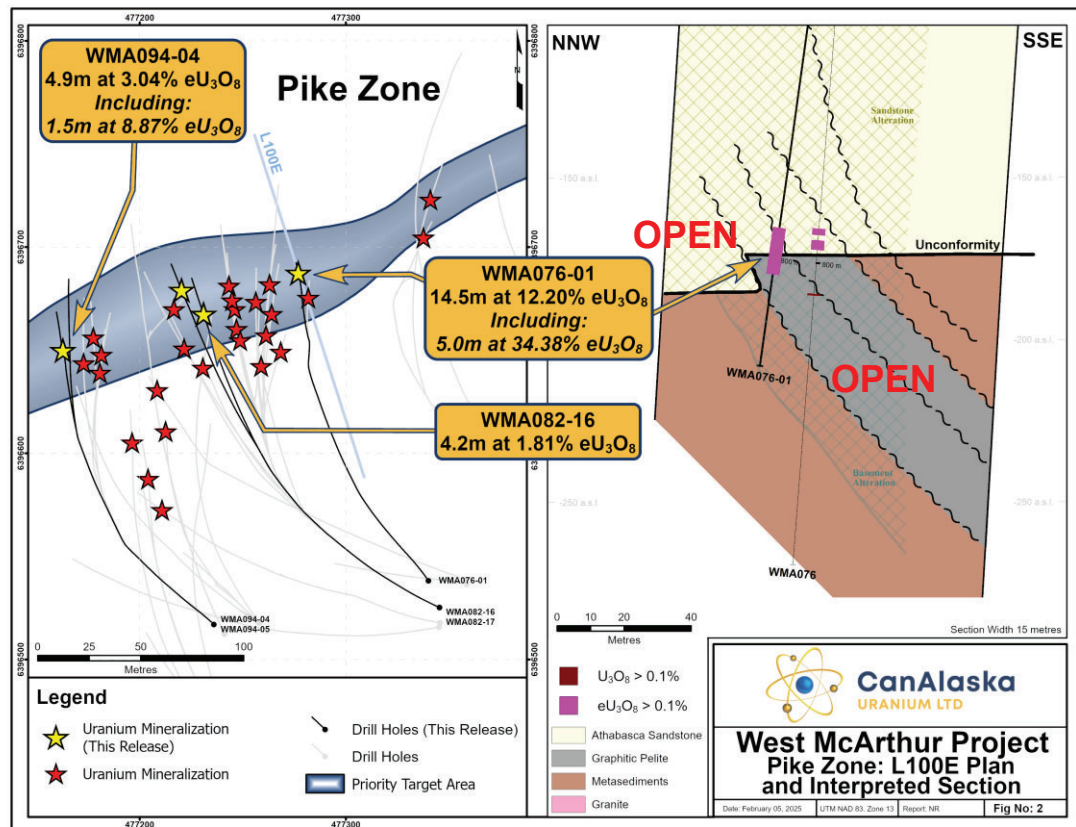 477200
477300
6396800
6396800
WMA094-04
4.9m at 3.04% eU₃O₈
Including:
1.5m at 8.87% eU₃O₈
N
Pike Zone
L100E
6396700
WMA076-01
14.5m at 12.20% eU₃O₈
Including:
5.0m at 34.38% eU₃O₈
WMA082-16
4.2m at 1.81% eU₃O₈
6396600
WMA076-01
WMA082-16
WMA082-17
WMA094-04
WMA094-05
0 25 50 100
Metres
6396500
6396500
477200
477300
Legend
Uranium Mineralization
(This Release)
Uranium Mineralization
Drill Holes (This Release)
Drill Holes
Priority Target Area
NNW
SSE
Sandstone
Alteration
-150 a.s.l.
-150 a.s.l.
OPEN
Unconformity
800
800 m
-200 a.s.l.
WMA076-01
OPEN
Basement
Alteration
-250 a.s.l.
-250 a.s.l.
WMA076
0 10 20 40
Metres
Section Width 15 metres
U₃O₈ > 0.1%
eU₃O₈ > 0.1%
Athabasca Sandstone
Graphitic Pelite
Metasediments
Granite
CanAlaska
URANIUM LTD
West McArthur Project
Pike Zone: L100E Plan
and Interpreted Section
Date: February 05, 2025
UTM NAD 83. Zone 13
Report: NR.
Fig No: 2